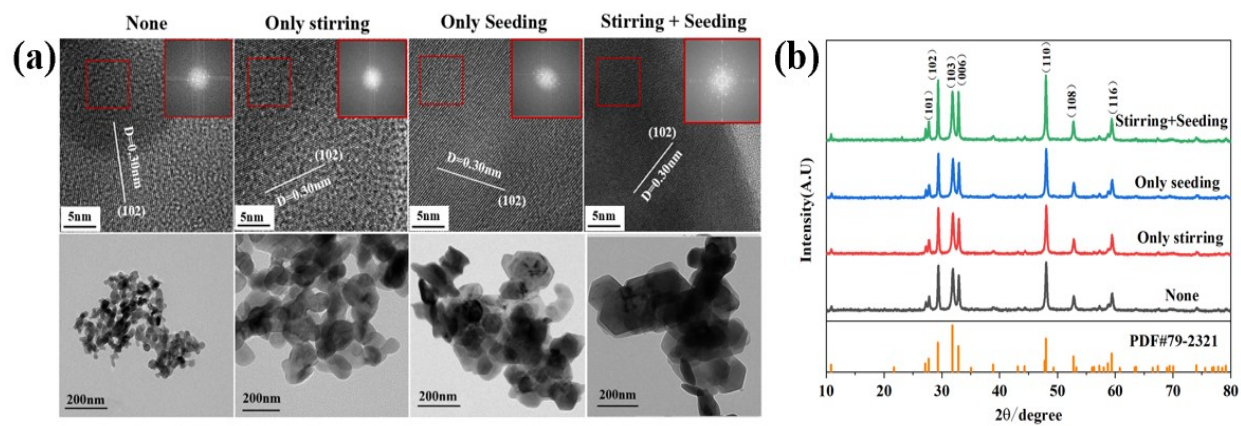 None
Only stirring
Only Seeding
Stirring + Seeding
(a)
D=0.30nm
(102)
5nm
(102)
D=0.30nm
5nm
D=0.30nm
(102)
5nm
(102)
D=0.30nm
5nm
200nm
200nm
200nm
200nm
(b)
Intensity(A.U)
(101)
(102)
(103)
(006)
(110)
(108)
(116)
Stirring+Seeding
Only seeding
Only stirring
None
PDF#79-2321
10 20 30 40 50 60 70 80
2θ/degree